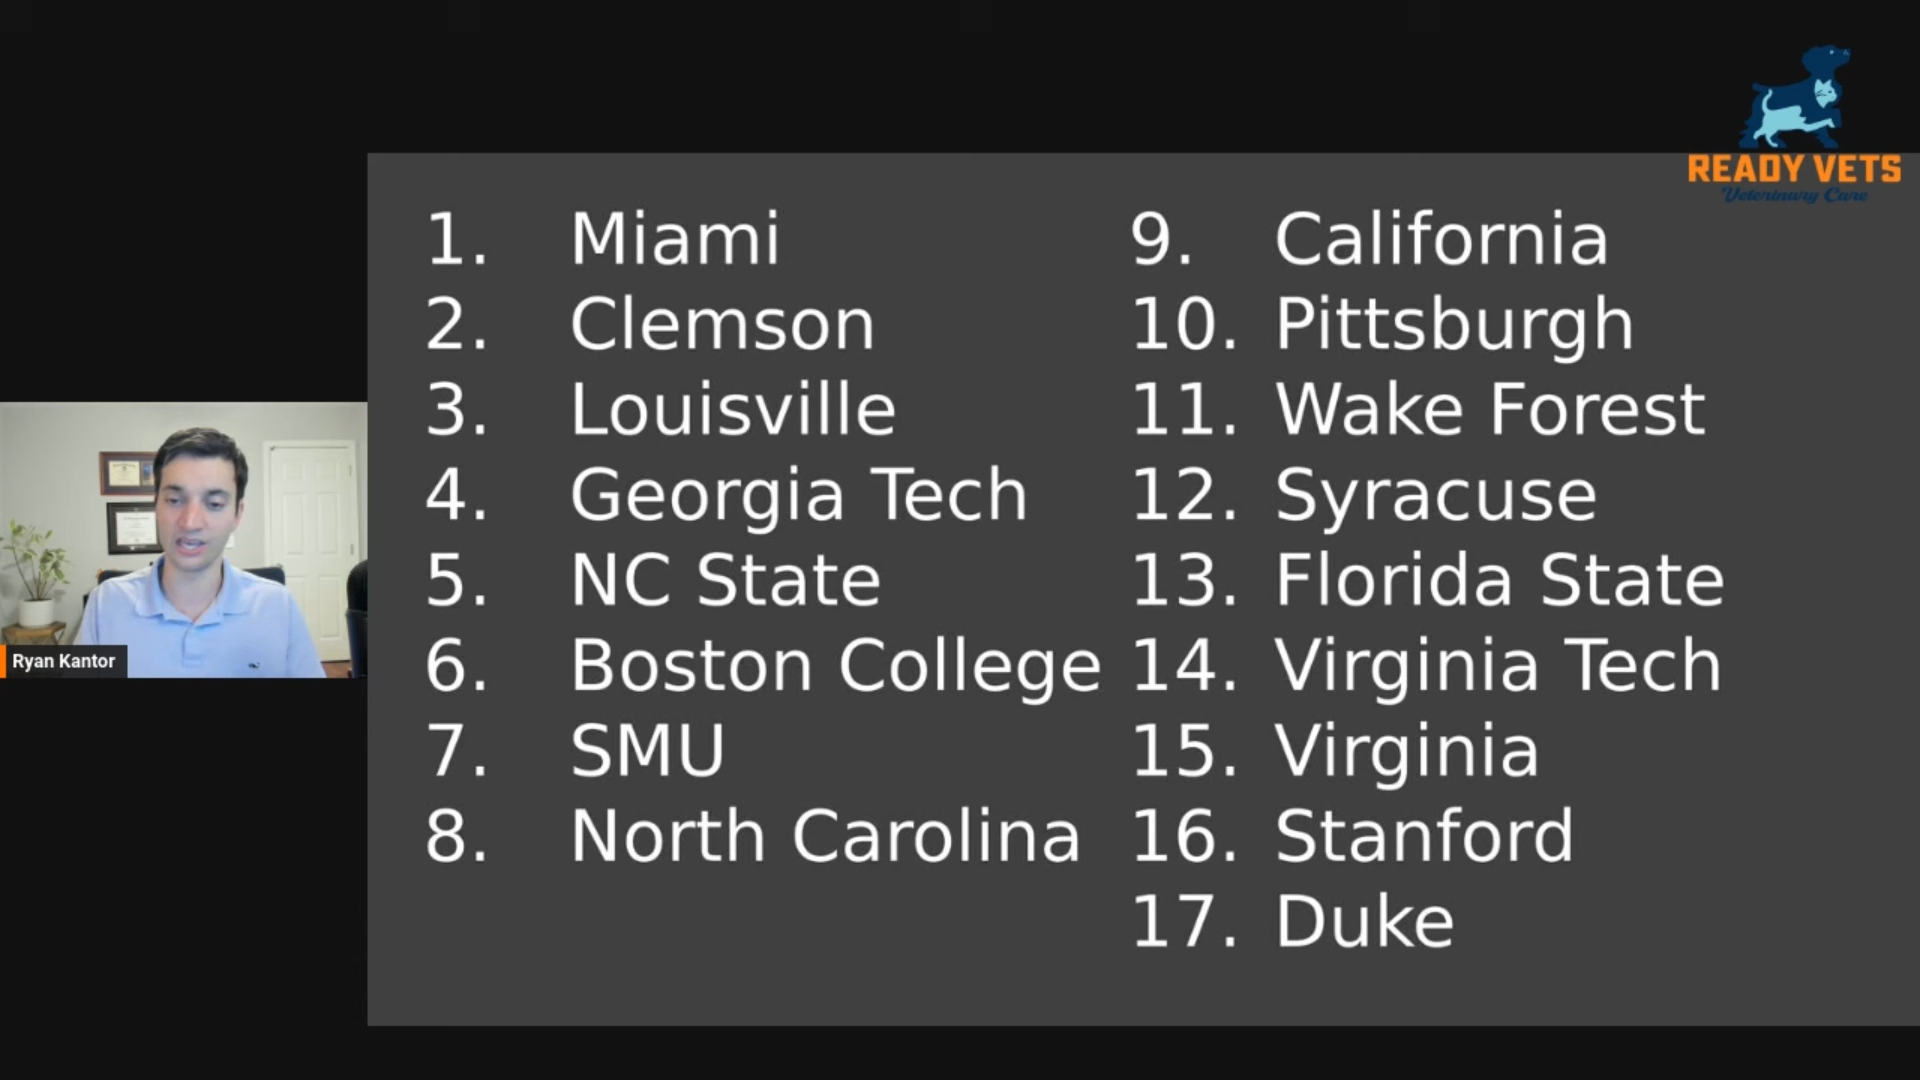 READY VETS
Veterinary Care
1. Miami
2. Clemson
3. Louisville
4. Georgia Tech
5. NC State
6. Boston College
7. SMU
8. North Carolina
9. California
10. Pittsburgh
11. Wake Forest
12. Syracuse
13. Florida State
14. Virginia Tech
15. Virginia
16. Stanford
17. Duke
Ryan Kantor